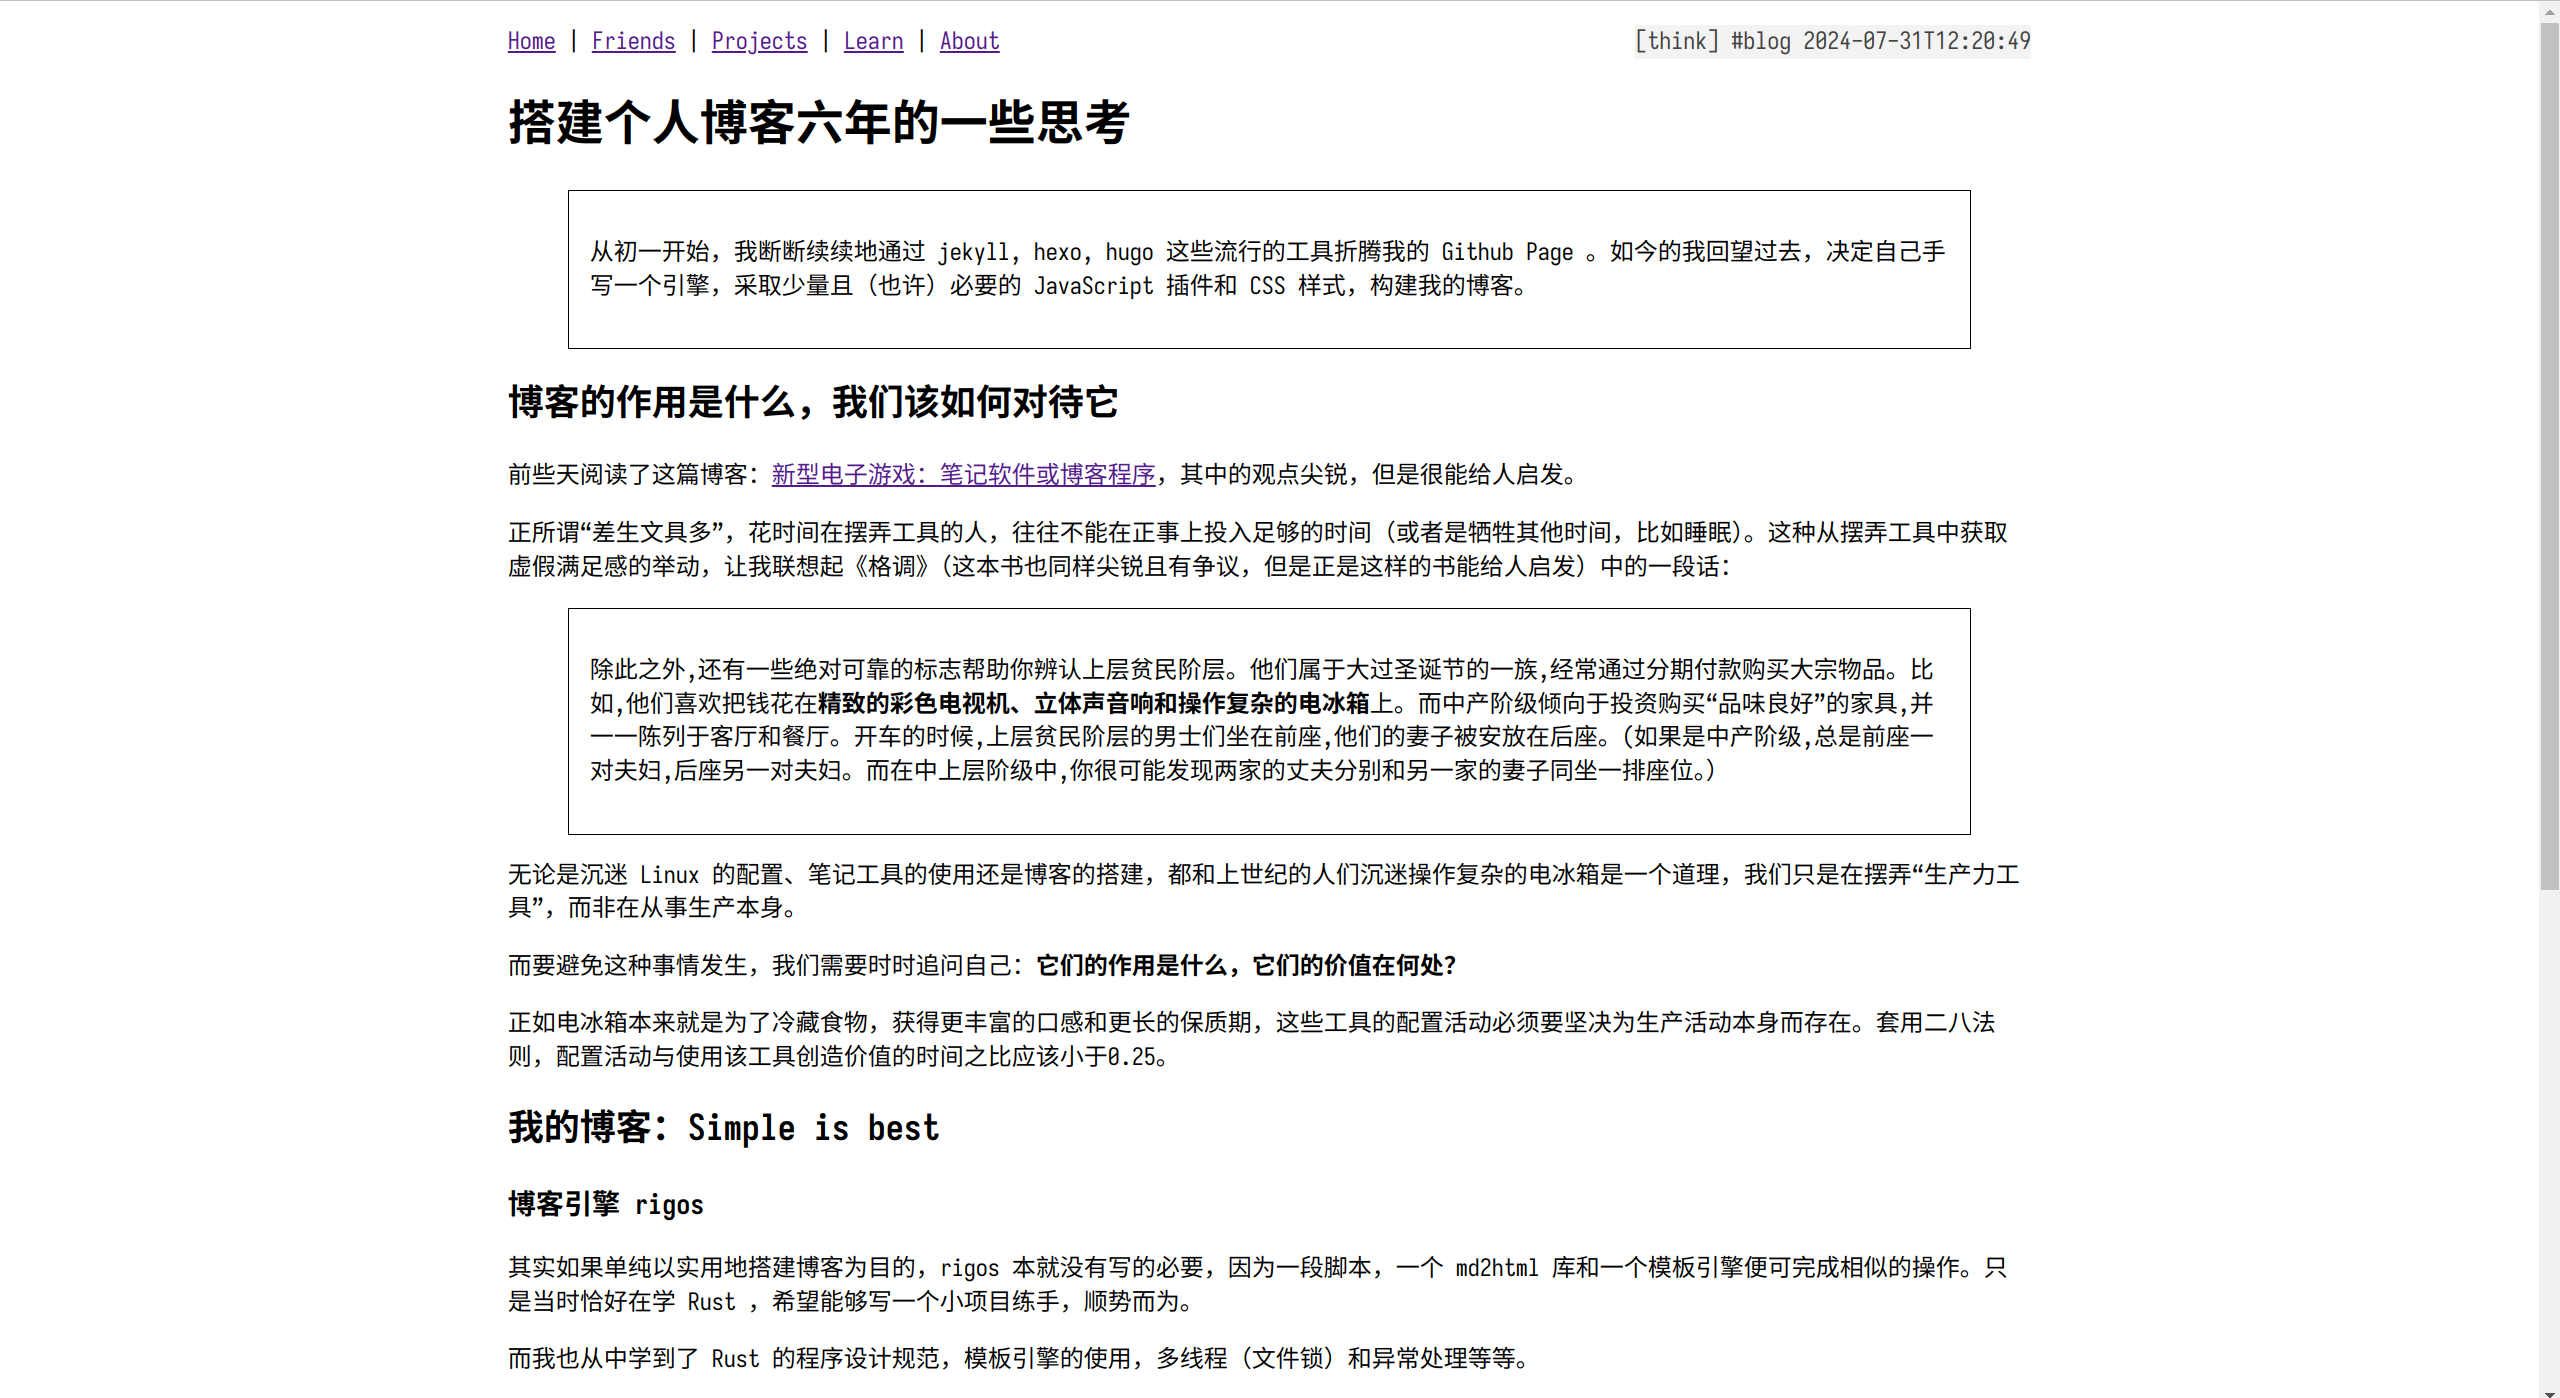 Home | Friends | Projects | Learn | About
[think] #blog 2024-07-31T12:20:49
搭建个人博客六年的一些思考
从初一开始，我断断续续地通过 jekyll, hexo, hugo 这些流行的工具折腾我的 Github Page 。如今的我回望过去，决定自己手
写一个引擎，采取少量且（也许）必要的 JavaScript 插件和 CSS 样式，构建我的博客。
博客的作用是什么，我们该如何对待它
前些天阅读了这篇博客：新型电子游戏：笔记软件或博客程序，其中的观点尖锐，但是很能给人启发。
正所谓“差生文具多”，花时间在摆弄工具的人，往往不能在正事上投入足够的时间（或者是牺牲其他时间，比如睡眠）。这种从摆弄工具中获取
虚假满足感的举动，让我联想起《格调》（这本书也同样尖锐且有争议，但是正是这样的书能给人启发）中的一段话：
除此之外,还有一些绝对可靠的标志帮助你辨认上层贫民阶层。他们属于大过圣诞节的一族,经常通过分期付款购买大宗物品。比
如,他们喜欢把钱花在精致的彩色电视机、立体声音响和操作复杂的电冰箱上。而中产阶级倾向于投资购买“品味良好”的家具,并
一一陈列于客厅和餐厅。开车的时候,上层贫民阶层的男士们坐在前座,他们的妻子被安放在后座。(如果是中产阶级,总是前座一
对夫妇,后座另一对夫妇。而在中上层阶级中,你很可能发现两家的丈夫分别和另一家的妻子同坐一排座位。)
无论是沉迷 Linux 的配置、笔记工具的使用还是博客的搭建，都和上世纪的人们沉迷操作复杂的电冰箱是一个道理，我们只是在摆弄“生产力工
具”，而非在从事生产本身。
而要避免这种事情发生，我们需要时时追问自己：它们的作用是什么，它们的价值在何处？
正如电冰箱本来就是为了冷藏食物，获得更丰富的口感和更长的保质期，这些工具的配置活动必须要坚决为生产活动本身而存在。套用二八法
则，配置活动与使用该工具创造价值的时间之比应该小于0.25。
我的博客：Simple is best
博客引擎 rigos
其实如果单纯以实用地搭建博客为目的，rigos 本就没有写的必要，因为一段脚本，一个 md2html 库和一个模板引擎便可完成相似的操作。只
是当时恰好在学 Rust ，希望能够写一个小项目练手，顺势而为。
而我也从中学到了 Rust 的程序设计规范，模板引擎的使用，多线程（文件锁）和异常处理等等。